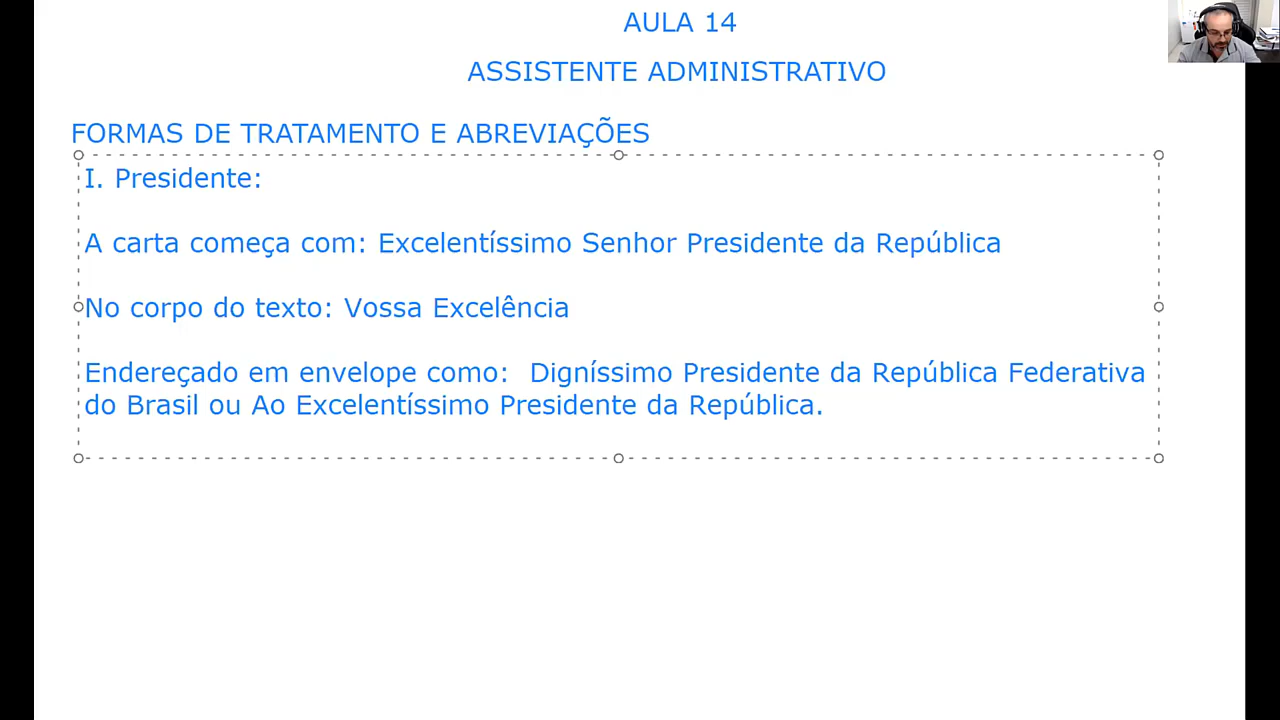 AULA 14
ASSISTENTE ADMINISTRATIVO
FORMAS DE TRATAMENTO E ABREVIAÇÕES
I. Presidente:
A carta começa com: Excelentíssimo Senhor Presidente da República
No corpo do texto: Vossa Excelência
Endereçado em envelope como:  Digníssimo Presidente da República Federativa
do Brasil ou Ao Excelentíssimo Presidente da República.